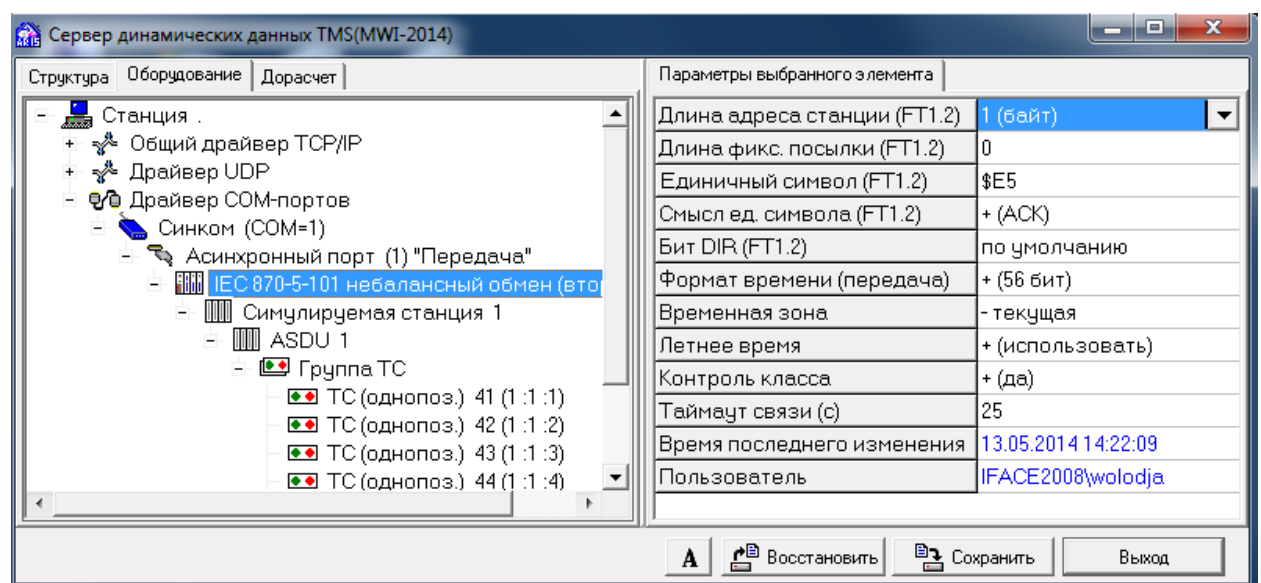 Сервер динамических данных TMS(MWI-2014)
Структура Оборудование Дорасчет
Станция .
Общий драйвер TCP/IP
Драйвер UDP
Драйвер COM-портов
Синком (COM=1)
Асинхронный порт (1) "Передача"
IEC 870-5-101 небалансный обмен (вто
Симулируемая станция 1
ASDU 1
Группа ТС
ТС (однопоз.) 41 (1 :1 :1)
ТС (однопоз.) 42 (1 :1 :2)
ТС (однопоз.) 43 (1 :1 :3)
ТС (однопоз.) 44 (1 :1 :4)
Параметры выбранного элемента
Длина адреса станции (FT1.2) 1 (байт)
Длина фикс. посылки (FT1.2) 0
Единичный символ (FT1.2) $E5
Смысл ед. символа (FT1.2) + (ACK)
Бит DIR (FT1.2) по умолчанию
Формат времени (передача) + (56 бит)
Временная зона - текущая
Летнее время + (использовать)
Контроль класса + (да)
Таймаут связи (с) 25
Время последнего изменения 13.05.2014 14:22:09
Пользователь IFACE2008\wolodja
A Восстановить Сохранить Выход